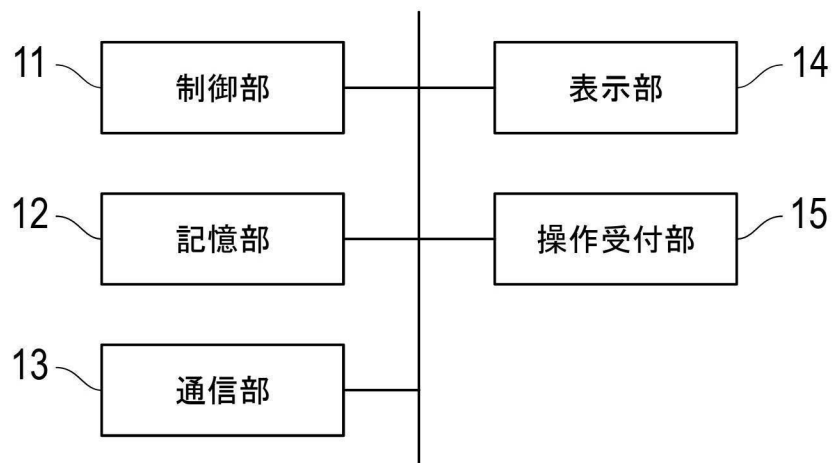 11 制御部
表示部 14
12 記憶部
操作受付部 15
13 通信部